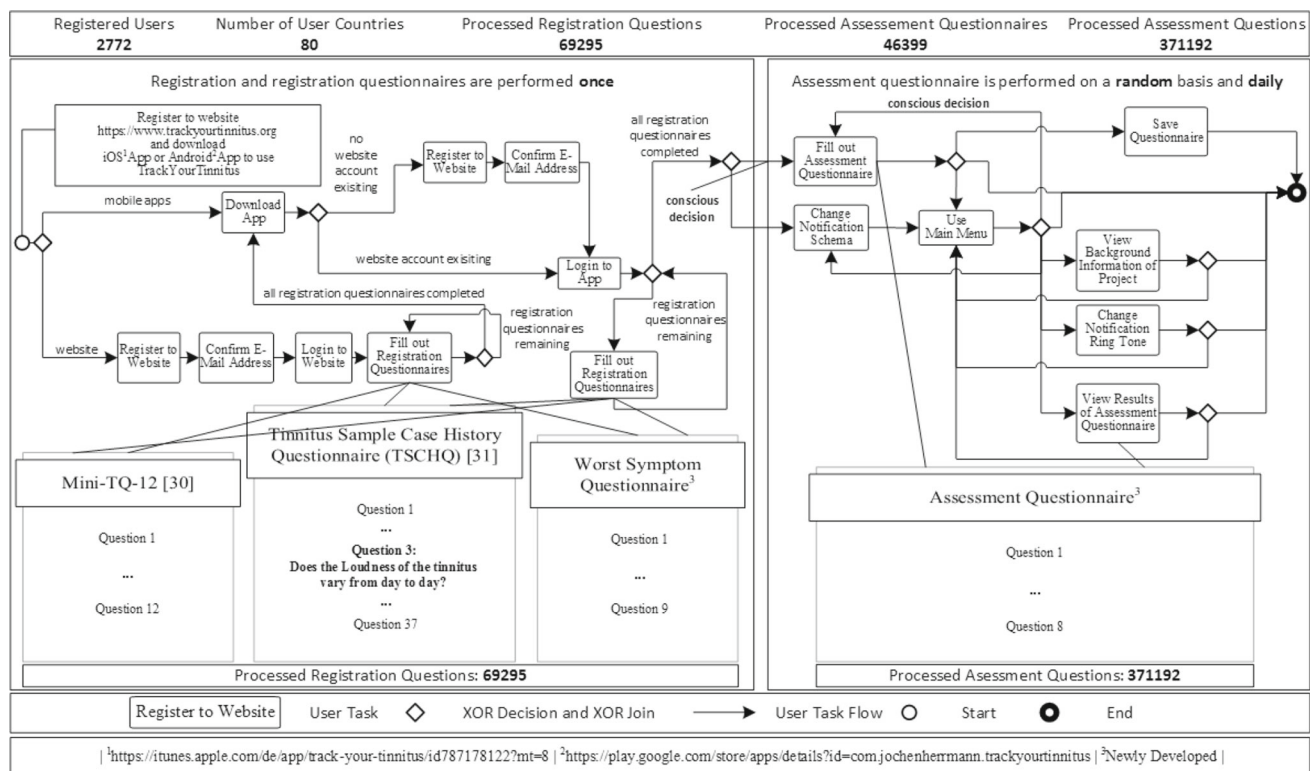 Registered Users
2772
Number of User Countries
80
Processed Registration Questions
69295
Processed Assessement Questionnaires
46399
Processed Assessment Questions
371192
Registration and registration questionnaires are performed once
Register to website
https://www.trackyourtinnitus.org
and download
iOS¹App or Android²App to use
TrackYourTinnitus
no
website
account
exisiting
Register to
Website
Confirm E-
Mail Address
all registration
questionnaires
completed
conscious
decision
mobile apps
Download
App
website account exisiting
Login to
App
all registration questionnaires completed
registration
questionnaires
remaining
registration
questionnaires
remaining
website
Register to
Website
Confirm E-
Mail Address
Login to
Website
Fill out
Registration
Questionnaires
Fill out
Registration
Questionnaires
Mini-TQ-12 [30]
Question 1
...
Question 12
Tinnitus Sample Case History
Questionnaire (TSCHQ) [31]
Question 1
...
Question 3:
Does the Loudness of the tinnitus
vary from day to day?
...
Question 37
Worst Symptom
Questionnaire³
Question 1
...
Question 9
Processed Registration Questions: 69295
Assessment questionnaire is performed on a random basis and daily
conscious decision
Fill out
Assessment
Questionnaire
Save
Questionnaire
Change
Notification
Schema
Use
Main Menu
View
Background
Information of
Project
Change
Notification
Ring Tone
View Results
of Assessment
Questionnaire
Assessment Questionnaire³
Question 1
...
Question 8
Processed Asessment Questions: 371192
Register to Website
User Task
XOR Decision and XOR Join
User Task Flow
Start
End
| ¹https://itunes.apple.com/de/app/track-your-tinnitus/id787178122?mt=8 | ²https://play.google.com/store/apps/details?id=com.jochenherrmann.trackyourtinnitus | ³Newly Developed |